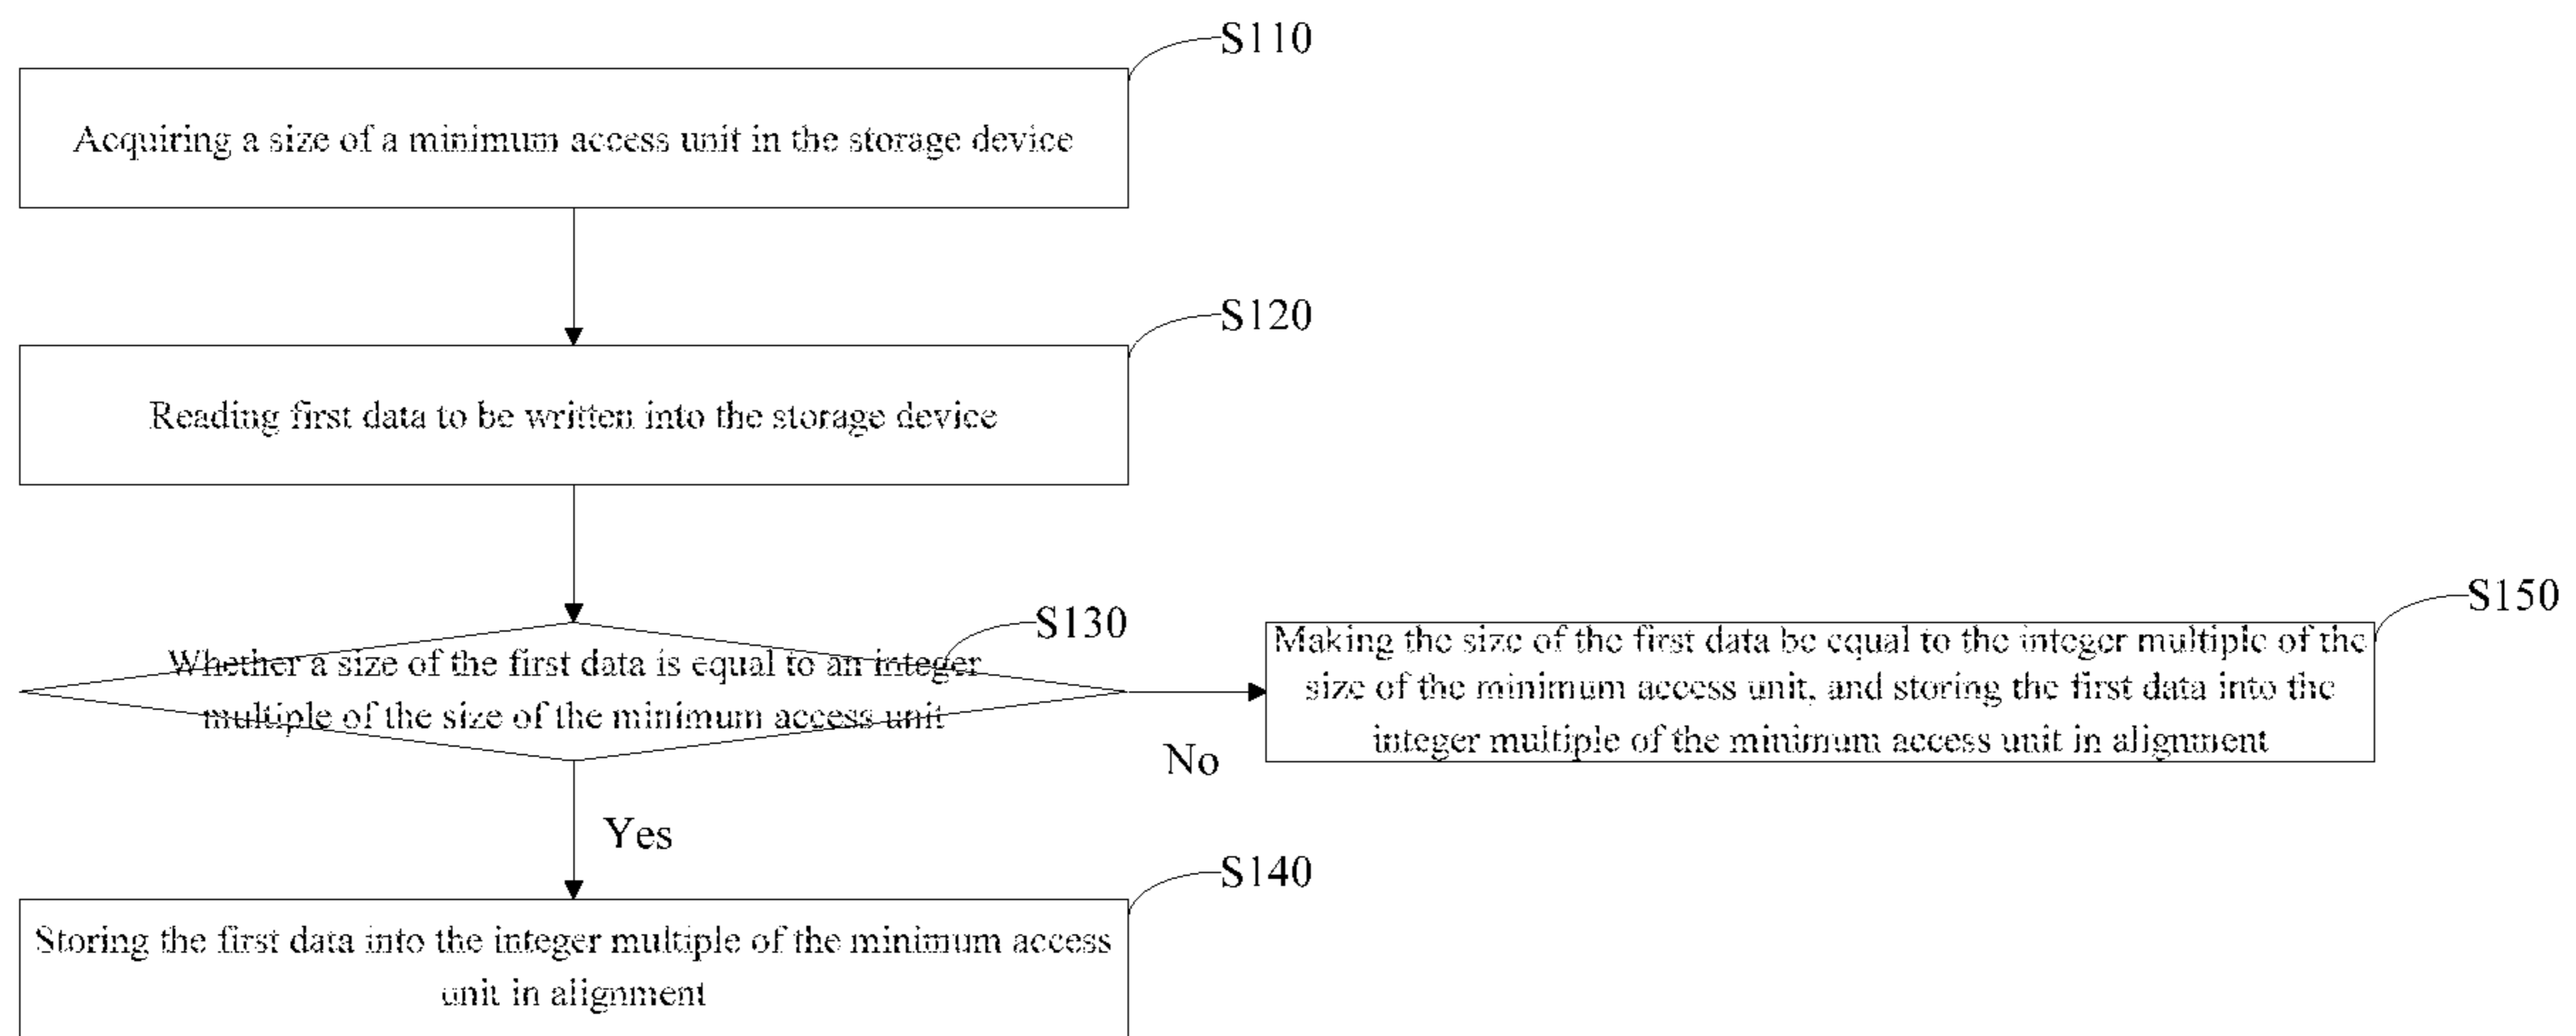 S110
Acquiring a size of a minimum access unit in the storage device
S120
Reading first data to be written into the storage device
S130
Whether a size of the first data is equal to an integer
multiple of the size of the minimum access unit
S150
Making the size of the first data be equal to the integer multiple of the
size of the minimum access unit, and storing the first data into the
integer multiple of the minimum access unit in alignment
No
Yes
S140
Storing the first data into the integer multiple of the minimum access
unit in alignment